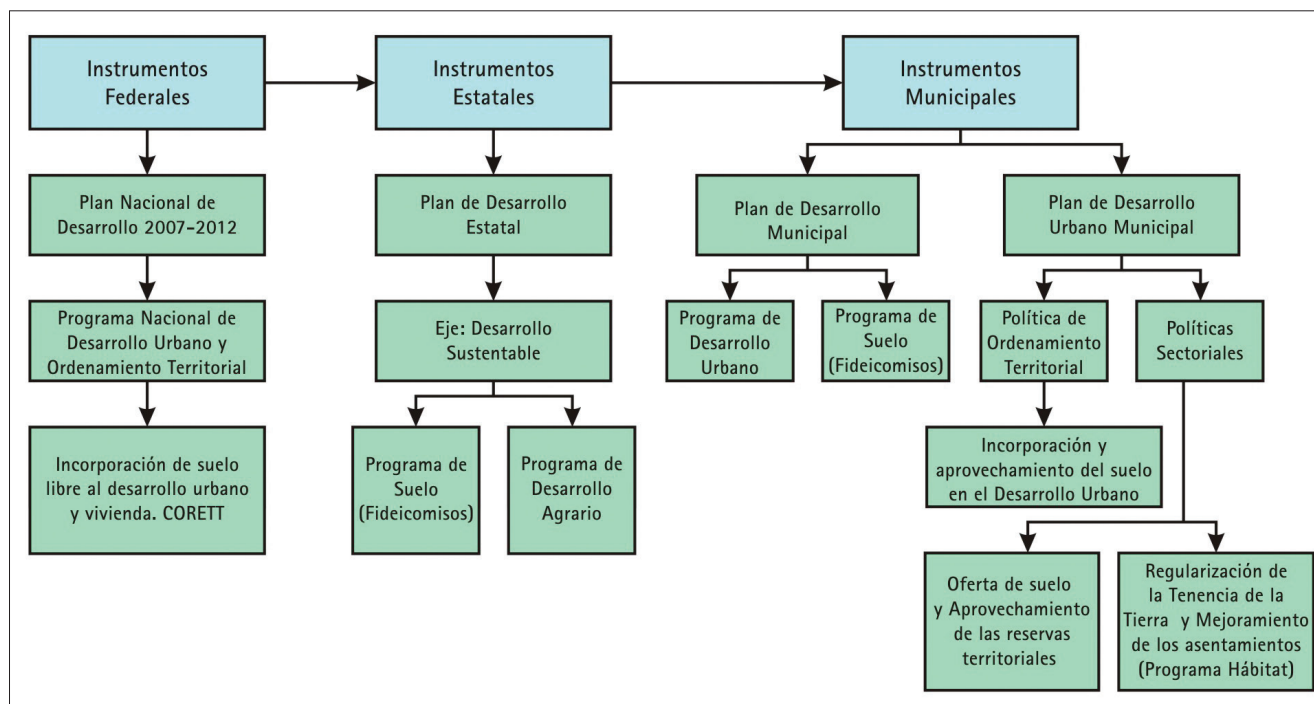 Instrumentos
Federales
Instrumentos
Estatales
Instrumentos
Municipales
Plan Nacional de
Desarrollo 2007-2012
Plan de Desarrollo
Estatal
Plan de Desarrollo
Municipal
Plan de Desarrollo
Urbano Municipal
Programa Nacional de
Desarrollo Urbano y
Ordenamiento Territorial
Eje: Desarrollo
Sustentable
Programa de
Desarrollo
Urbano
Programa de
Suelo
(Fideicomisos)
Política de
Ordenamiento
Territorial
Políticas
Sectoriales
Incorporación de suelo
libre al desarrollo urbano
y vivienda. CORETT
Programa de
Suelo
(Fideicomisos)
Programa de
Desarrollo
Agrario
Incorporación y
aprovechamiento del suelo
en el Desarrollo Urbano
Oferta de suelo
y Aprovechamiento
de las reservas
territoriales
Regularización de
la Tenencia de la
Tierra y Mejoramiento
de los asentamientos
(Programa Hábitat)